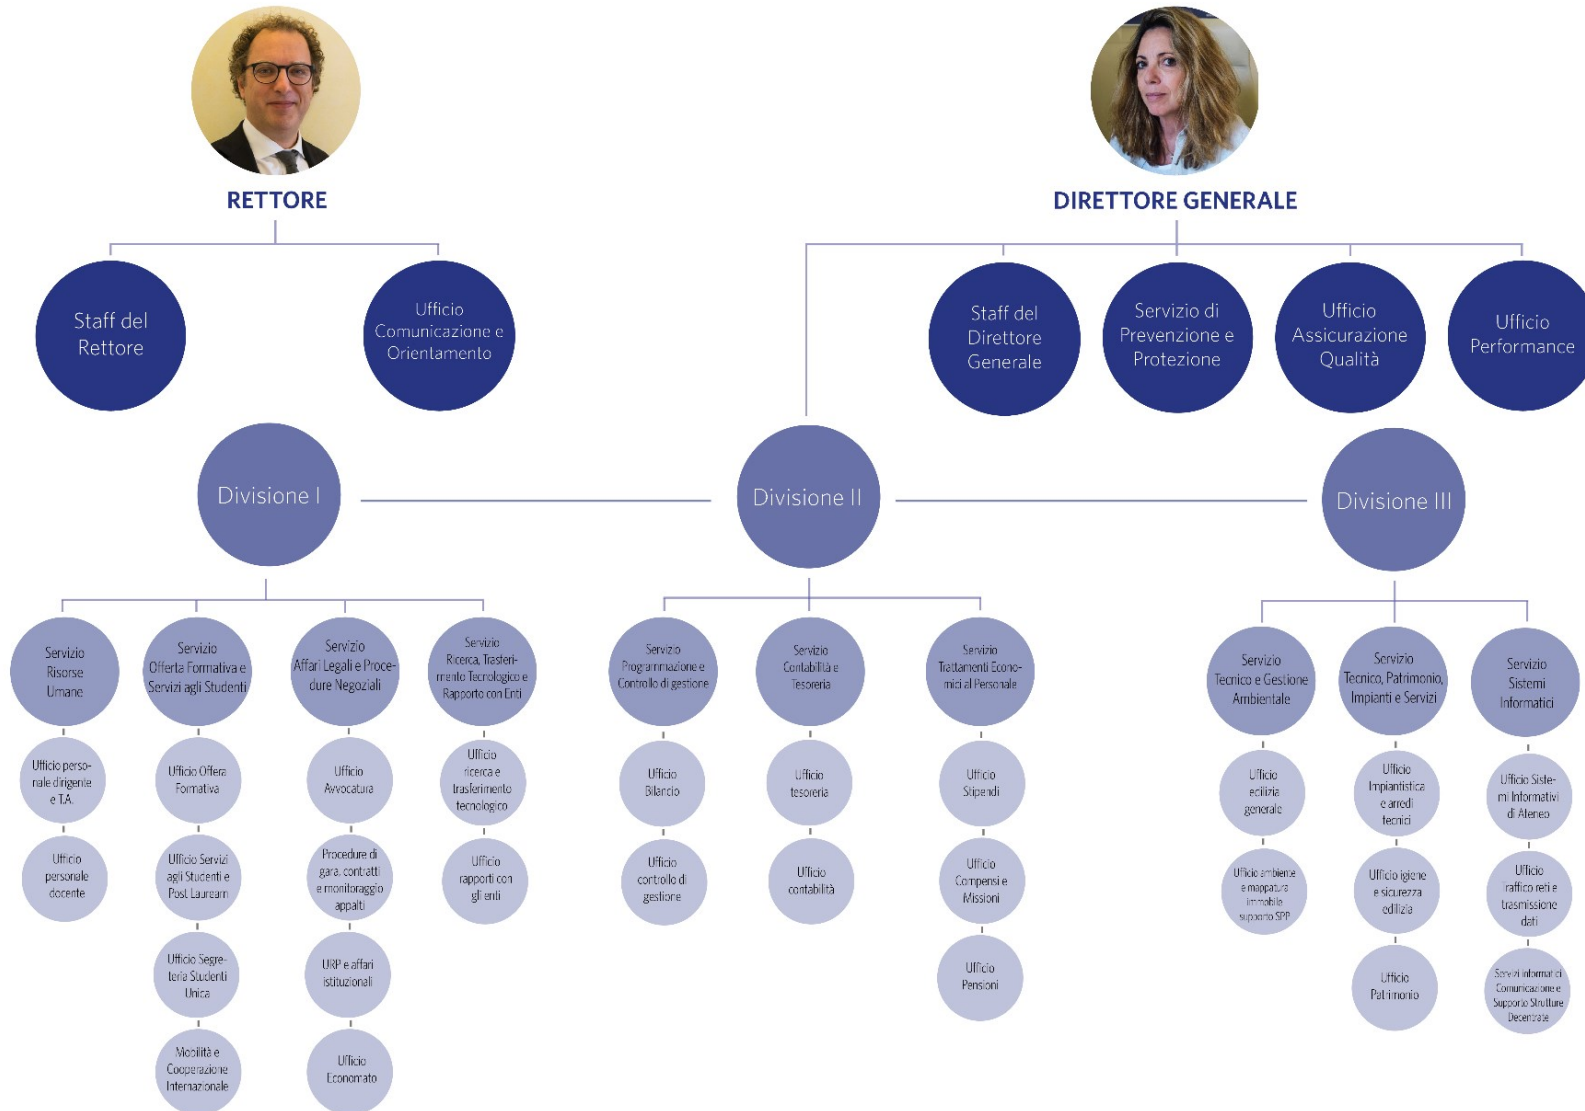 RETTORE
DIRETTORE GENERALE
Staff del
Rettore
Ufficio
Comunicazione e
Orientamento
Staff del
Direttore
Generale
Servizio di
Prevenzione e
Protezione
Ufficio
Assicurazione
Qualità
Ufficio
Performance
Divisione I
Divisione II
Divisione III
Servizio
Risorse
Umane
Servizio
Offerta Formativa e
Servizi agli Studenti
Servizio
Affari Legali e Proce-
dure Negoziali
Servizio
Ricerca, Trasferi-
mento Tecnologico e
Rapporto con Enti
Servizio
Programmazione e
Controllo di gestione
Servizio
Contabilità e
Tesoreria
Servizio
Trattamenti Econo-
mici al Personale
Servizio
Tecnico e Gestione
Ambientale
Servizio
Tecnico, Patrimonio,
Impianti e Servizi
Servizio
Sistemi
Informatici
Ufficio perso-
nale dirigente
e T.A.
Ufficio Offera
Formativa
Ufficio
Avvocatura
Ufficio
ricerca e
trasferimento
tecnologico
Ufficio
Bilancio
Ufficio
tesoreria
Ufficio
Stipendi
Ufficio
edilizia
generale
Ufficio
Impiantistica
e arredi
tecnici
Ufficio Siste-
mi Informativi
di Ateneo
Ufficio
personale
docente
Ufficio Servizi
agli Studenti e
Post Lauream
Procedure di
gara, contratti
e monitoraggio
appalti
Ufficio
rapporti con
gli enti
Ufficio
controllo di
gestione
Ufficio
contabilità
Ufficio
Compensi e
Missioni
Ufficio ambiente
e mappatura
immobile
supporto SPP
Ufficio igiene
e sicurezza
edilizia
Ufficio
Traffico reti e
trasmissione
dati
Ufficio Segre-
teria Studenti
Unica
URP e affari
istituzionali
Ufficio
Pensioni
Ufficio
Patrimonio
Servizi informatici
Comunicazione e
Supporto Strutture
Decentrate
Mobilità e
Cooperazione
Internazionale
Ufficio
Economato